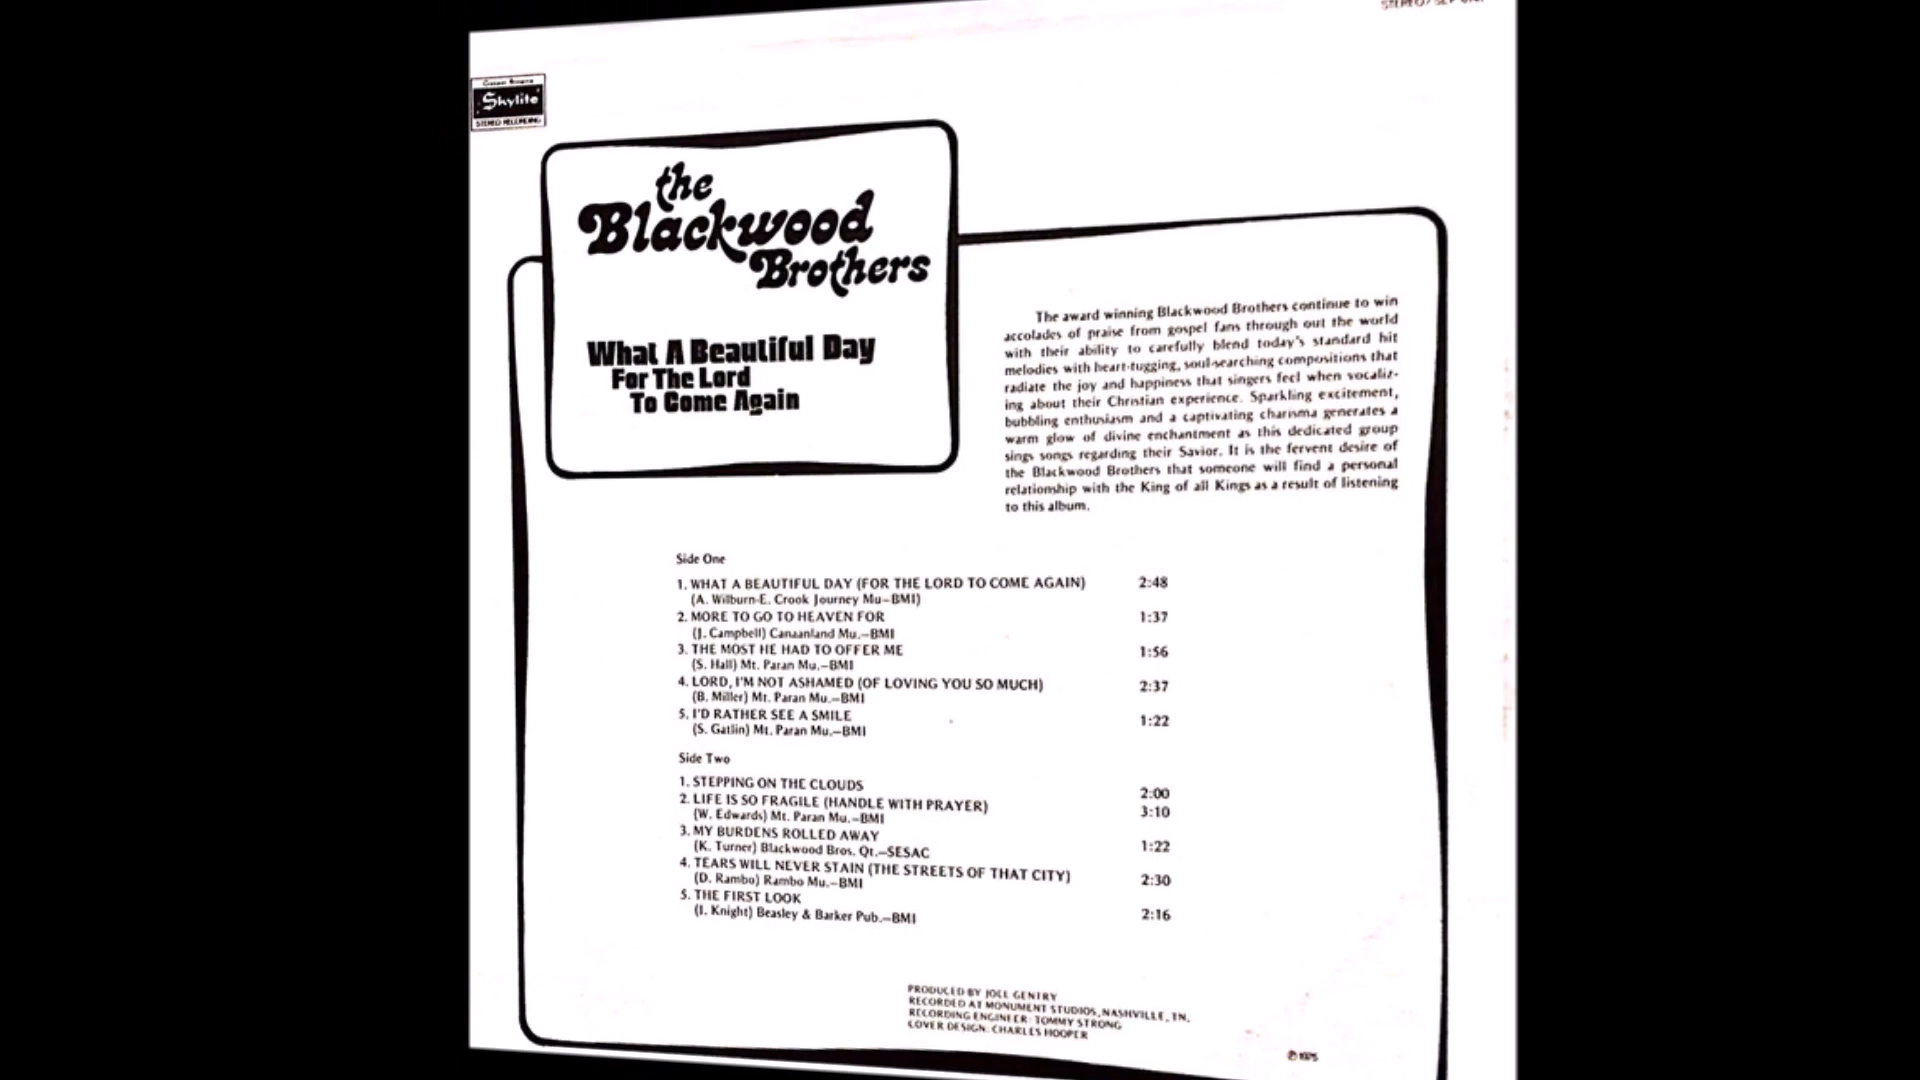 Skylite
STEREO RECORDING
the
Blackwood
Brothers
What A Beautiful Day
For The Lord
To Come Again
The award winning Blackwood Brothers continue to win
accolades of praise from gospel fans through out the world
with their ability to carefully blend today's standard hit
melodies with heart-tugging, soul-searching compositions that
radiate the joy and happiness that singers feel when vocaliz-
ing about their Christian experience. Sparkling excitement,
bubbling enthusiasm and a captivating charisma generates a
warm glow of divine enchantment as this dedicated group
sings songs regarding their Savior. It is the fervent desire of
the Blackwood Brothers that someone will find a personal
relationship with the King of all Kings as a result of listening
to this album.
Side One
1. WHAT A BEAUTIFUL DAY (FOR THE LORD TO COME AGAIN) 2:48
(A. Wilburn-E. Crook Journey Mu–BMI)
2. MORE TO GO TO HEAVEN FOR 1:37
(J. Campbell) Canaanland Mu.–BMI
3. THE MOST HE HAD TO OFFER ME 1:56
(S. Hall) Mt. Paran Mu.–BMI
4. LORD, I'M NOT ASHAMED (OF LOVING YOU SO MUCH) 2:37
(B. Miller) Mt. Paran Mu.–BMI
5. I'D RATHER SEE A SMILE 1:22
(S. Gatlin) Mt. Paran Mu.–BMI
Side Two
1. STEPPING ON THE CLOUDS 2:00
2. LIFE IS SO FRAGILE (HANDLE WITH PRAYER) 3:10
(W. Edwards) Mt. Paran Mu.–BMI
3. MY BURDENS ROLLED AWAY 1:22
(K. Turner) Blackwood Bros. Qt.–SESAC
4. TEARS WILL NEVER STAIN (THE STREETS OF THAT CITY) 2:30
(D. Rambo) Rambo Mu.–BMI
5. THE FIRST LOOK 2:16
(I. Knight) Beasley & Barker Pub.–BMI
PRODUCED BY JOEL GENTRY
RECORDED AT MONUMENT STUDIOS, NASHVILLE, TN.
RECORDING ENGINEER: TOMMY STRONG
COVER DESIGN: CHARLES HOOPER
℗ 1975